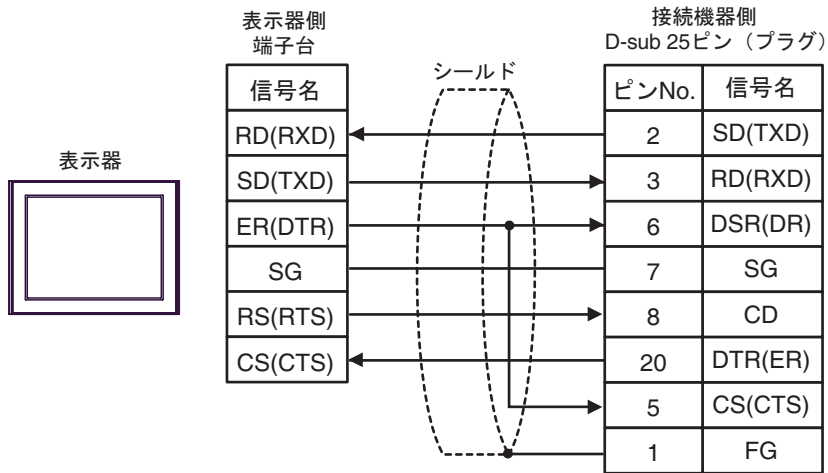 表示器側
端子台
接続機器側
D-sub 25ピン（プラグ）
シールド
表示器
信号名
RD(RXD)
SD(TXD)
ER(DTR)
SG
RS(RTS)
CS(CTS)
ピンNo. 信号名
2 SD(TXD)
3 RD(RXD)
6 DSR(DR)
7 SG
8 CD
20 DTR(ER)
5 CS(CTS)
1 FG